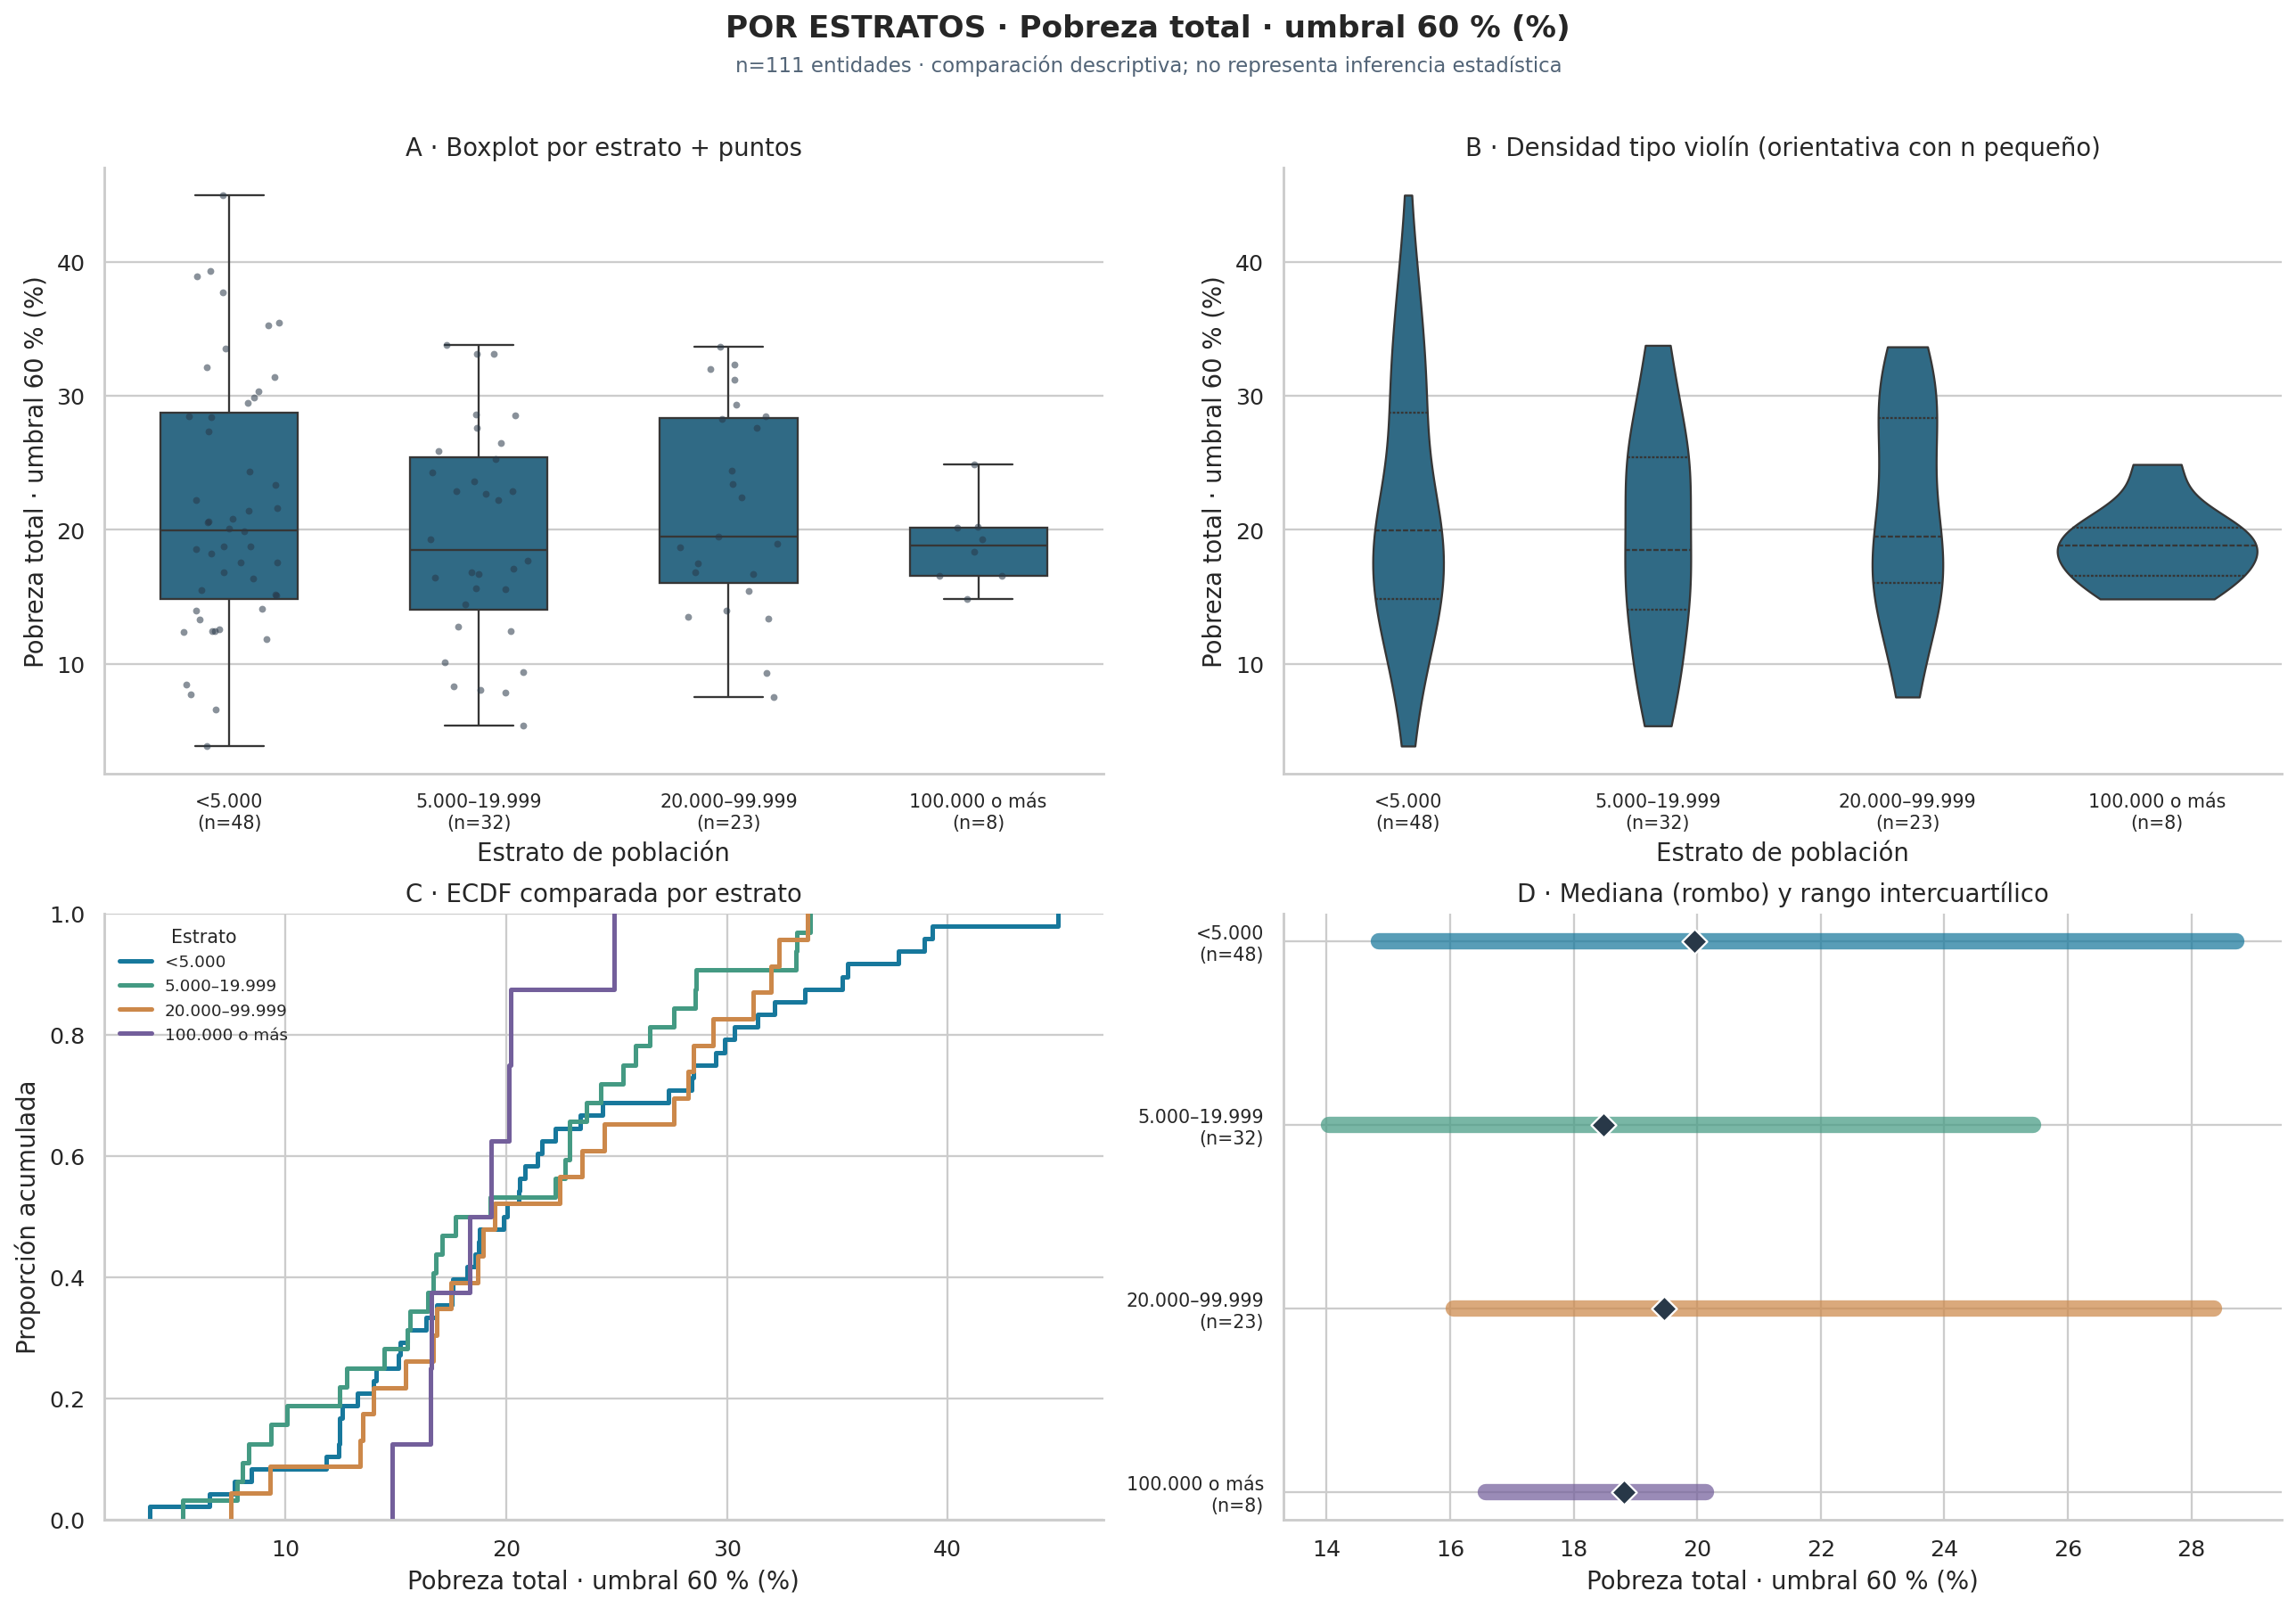 POR ESTRATOS · Pobreza total · umbral 60 % (%)
n=111 entidades · comparación descriptiva; no representa inferencia estadística
A · Boxplot por estrato + puntos
Pobreza total · umbral 60 % (%)
40
30
20
10
<5.000
(n=48)
5.000–19.999
(n=32)
20.000–99.999
(n=23)
100.000 o más
(n=8)
Estrato de población
B · Densidad tipo violín (orientativa con n pequeño)
Pobreza total · umbral 60 % (%)
40
30
20
10
<5.000
(n=48)
5.000–19.999
(n=32)
20.000–99.999
(n=23)
100.000 o más
(n=8)
Estrato de población
C · ECDF comparada por estrato
Proporción acumulada
1.0
0.8
0.6
0.4
0.2
0.0
Estrato
<5.000
5.000–19.999
20.000–99.999
100.000 o más
10
20
30
40
Pobreza total · umbral 60 % (%)
D · Mediana (rombo) y rango intercuartílico
<5.000
(n=48)
5.000–19.999
(n=32)
20.000–99.999
(n=23)
100.000 o más
(n=8)
14
16
18
20
22
24
26
28
Pobreza total · umbral 60 % (%)